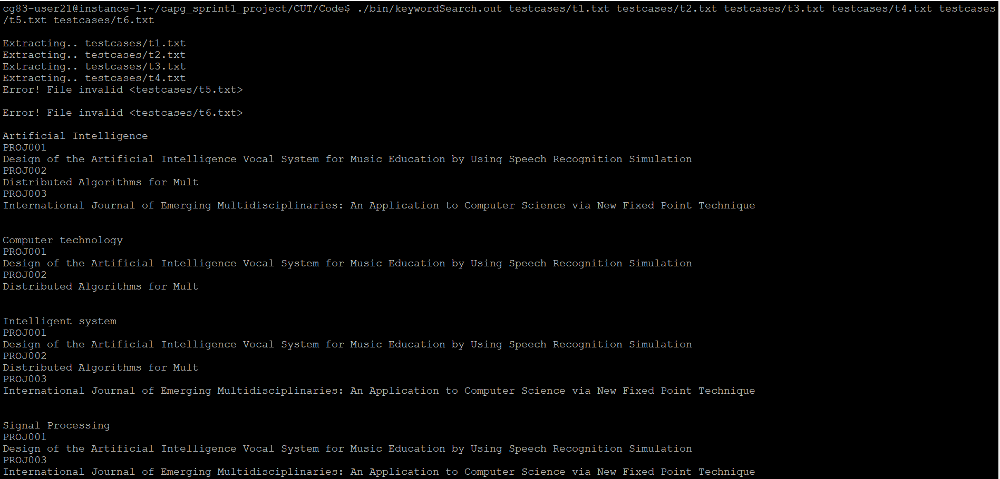 cg83-user21@instance-1:~/capg_sprint1_project/CUT/Code$ ./bin/keywordSearch.out testcases/t1.txt testcases/t2.txt testcases/t3.txt testcases/t4.txt testcases
/t5.txt testcases/t6.txt
Extracting.. testcases/t1.txt
Extracting.. testcases/t2.txt
Extracting.. testcases/t3.txt
Extracting.. testcases/t4.txt
Error! File invalid <testcases/t5.txt>
Error! File invalid <testcases/t6.txt>
Artificial Intelligence
PROJ001
Design of the Artificial Intelligence Vocal System for Music Education by Using Speech Recognition Simulation
PROJ002
Distributed Algorithms for Mult
PROJ003
International Journal of Emerging Multidisciplinaries: An Application to Computer Science via New Fixed Point Technique
Computer technology
PROJ001
Design of the Artificial Intelligence Vocal System for Music Education by Using Speech Recognition Simulation
PROJ002
Distributed Algorithms for Mult
Intelligent system
PROJ001
Design of the Artificial Intelligence Vocal System for Music Education by Using Speech Recognition Simulation
PROJ002
Distributed Algorithms for Mult
PROJ003
International Journal of Emerging Multidisciplinaries: An Application to Computer Science via New Fixed Point Technique
Signal Processing
PROJ001
Design of the Artificial Intelligence Vocal System for Music Education by Using Speech Recognition Simulation
PROJ003
International Journal of Emerging Multidisciplinaries: An Application to Computer Science via New Fixed Point Technique